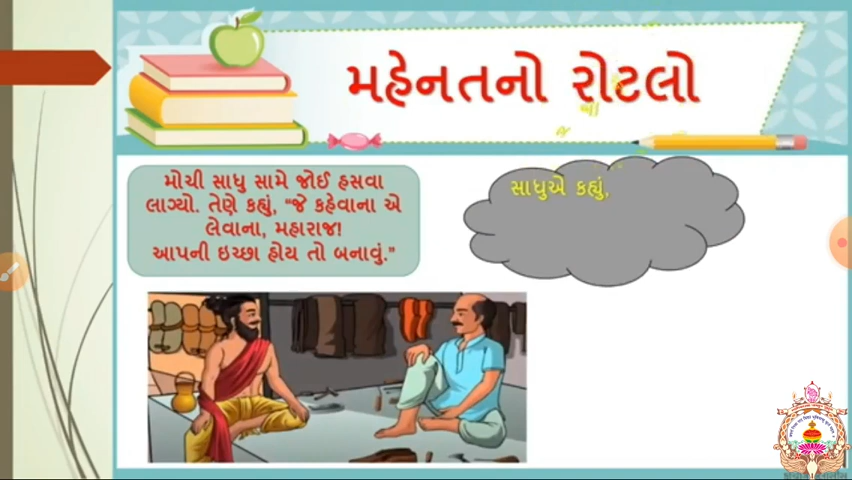 મહેનતનો રોટલો
મોચી સાધુ સામે જોઈ હસવા
લાગ્યો. તેણે કહ્યું, “જે કહેવાના એ
લેવાના, મહારાજ!
આપની ઇચ્છા હોય તો બનાવું.”
સાધુએ કહ્યું,